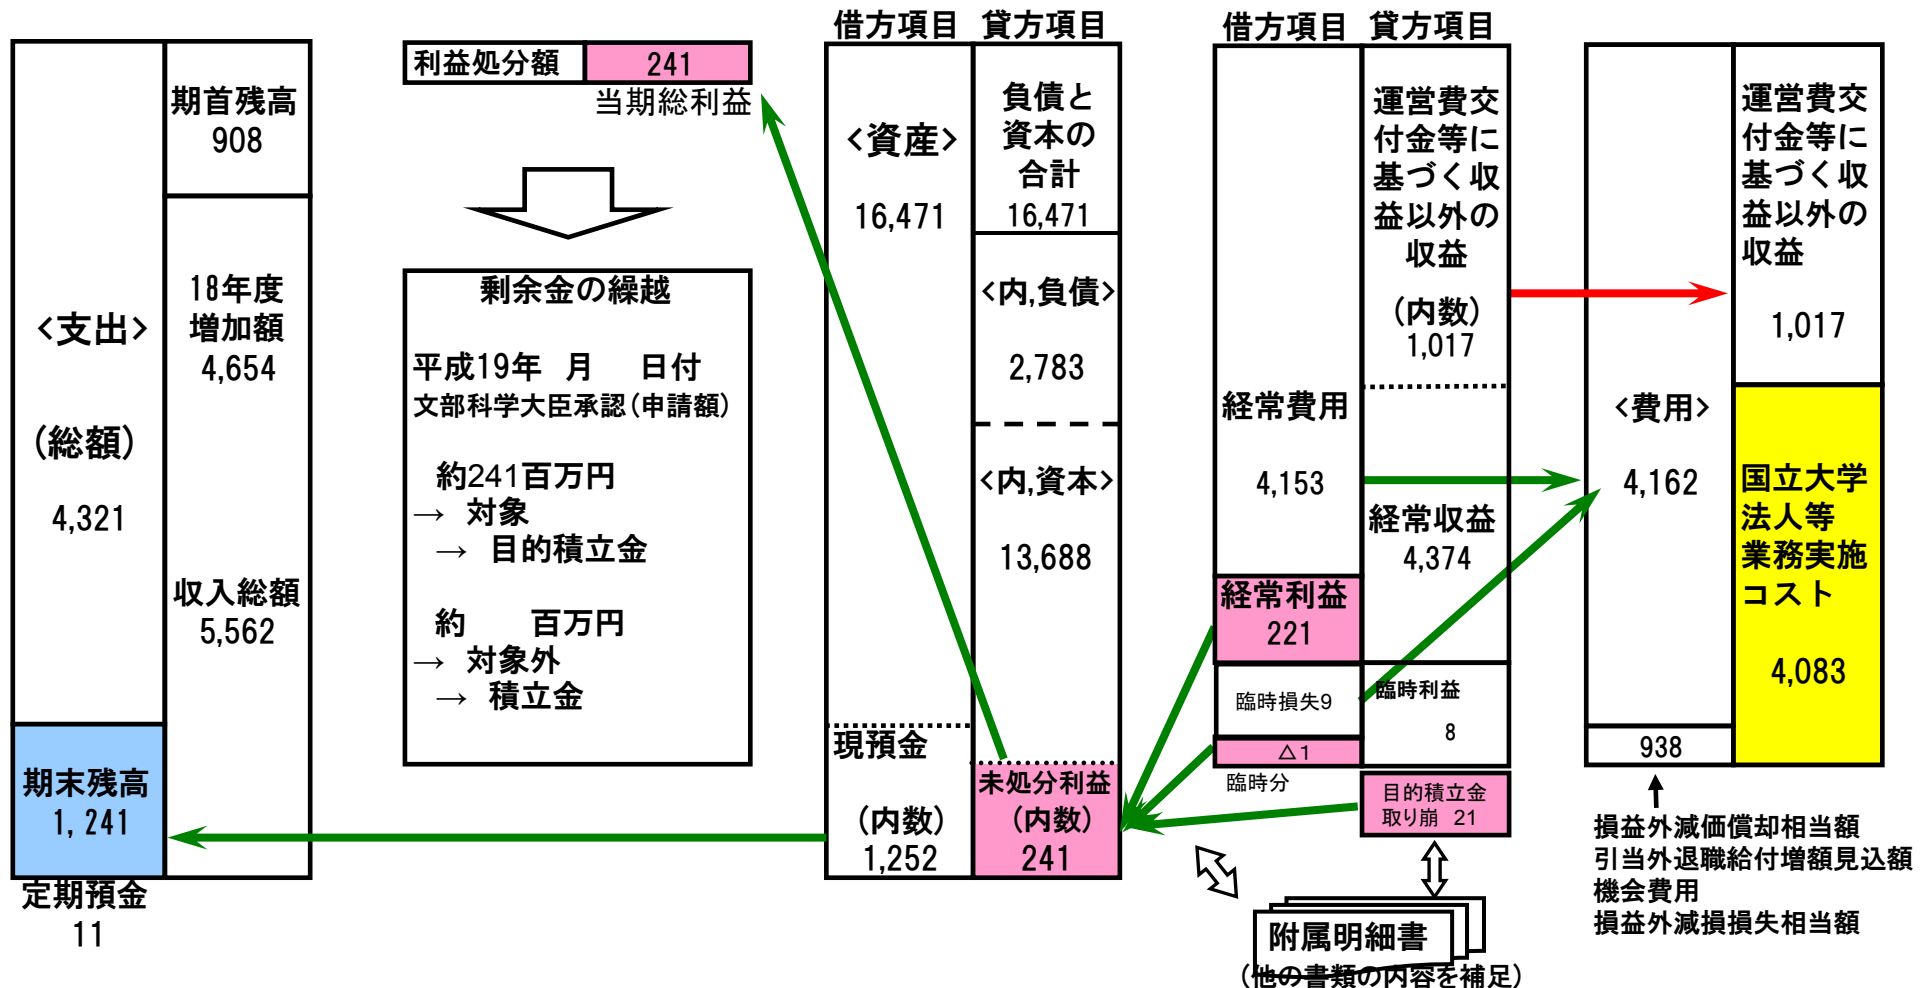 期首残高
908
18年度
増加額
4,654
<支出>
(総額)
4,321
収入総額
5,562
期末残高
1,241
定期預金
11
利益処分額 241
当期総利益
剰余金の繰越
平成19年 月 日付
文部科学大臣承認(申請額)
約241百万円
→ 対象
→ 目的積立金
約 百万円
→ 対象外
→ 積立金
借方項目 貸方項目
<資産>
16,471
負債と
資本の
合計
16,471
<内,負債>
2,783
<内,資本>
13,688
現預金
(内数)
1,252
未処分利益
(内数)
241
借方項目 貸方項目
経常費用
4,153
経常利益
221
臨時損失9
△1
臨時分
運営費交
付金等に
基づく収
益以外の
収益
(内数)
1,017
経常収益
4,374
臨時利益
8
目的積立金
取り崩 21
附属明細書
(他の書類の内容を補足)
<費用>
4,162
938
運営費交
付金等に
基づく収
益以外の
収益
1,017
国立大学
法人等
業務実施
コスト
4,083
損益外減価償却相当額
引当外退職給付増額見込額
機会費用
損益外減損損失相当額